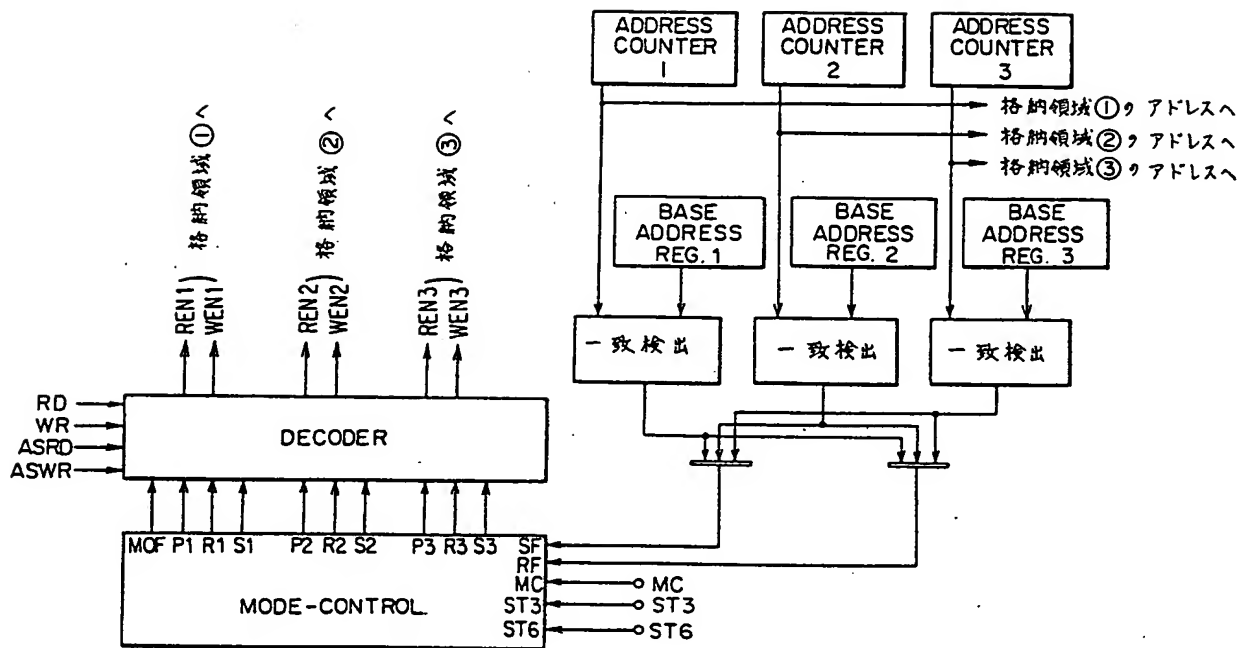 ADDRESS
COUNTER
1
ADDRESS
COUNTER
2
ADDRESS
COUNTER
3
格納領域①のアドレスへ
格納領域②のアドレスへ
格納領域③のアドレスへ
REN1)
WEN1)
格納領域①へ
REN2)
WEN2)
格納領域②へ
REN3)
WEN3)
格納領域③へ
BASE
ADDRESS
REG. 1
BASE
ADDRESS
REG. 2
BASE
ADDRESS
REG. 3
一致検出
一致検出
一致検出
RD
WR
ASRD
ASWR
DECODER
MOF P1 R1 S1 P2 R2 S2 P3 R3 S3
SF
RF
MC
MC
ST3
ST3
ST6
ST6
MODE-CONTROL